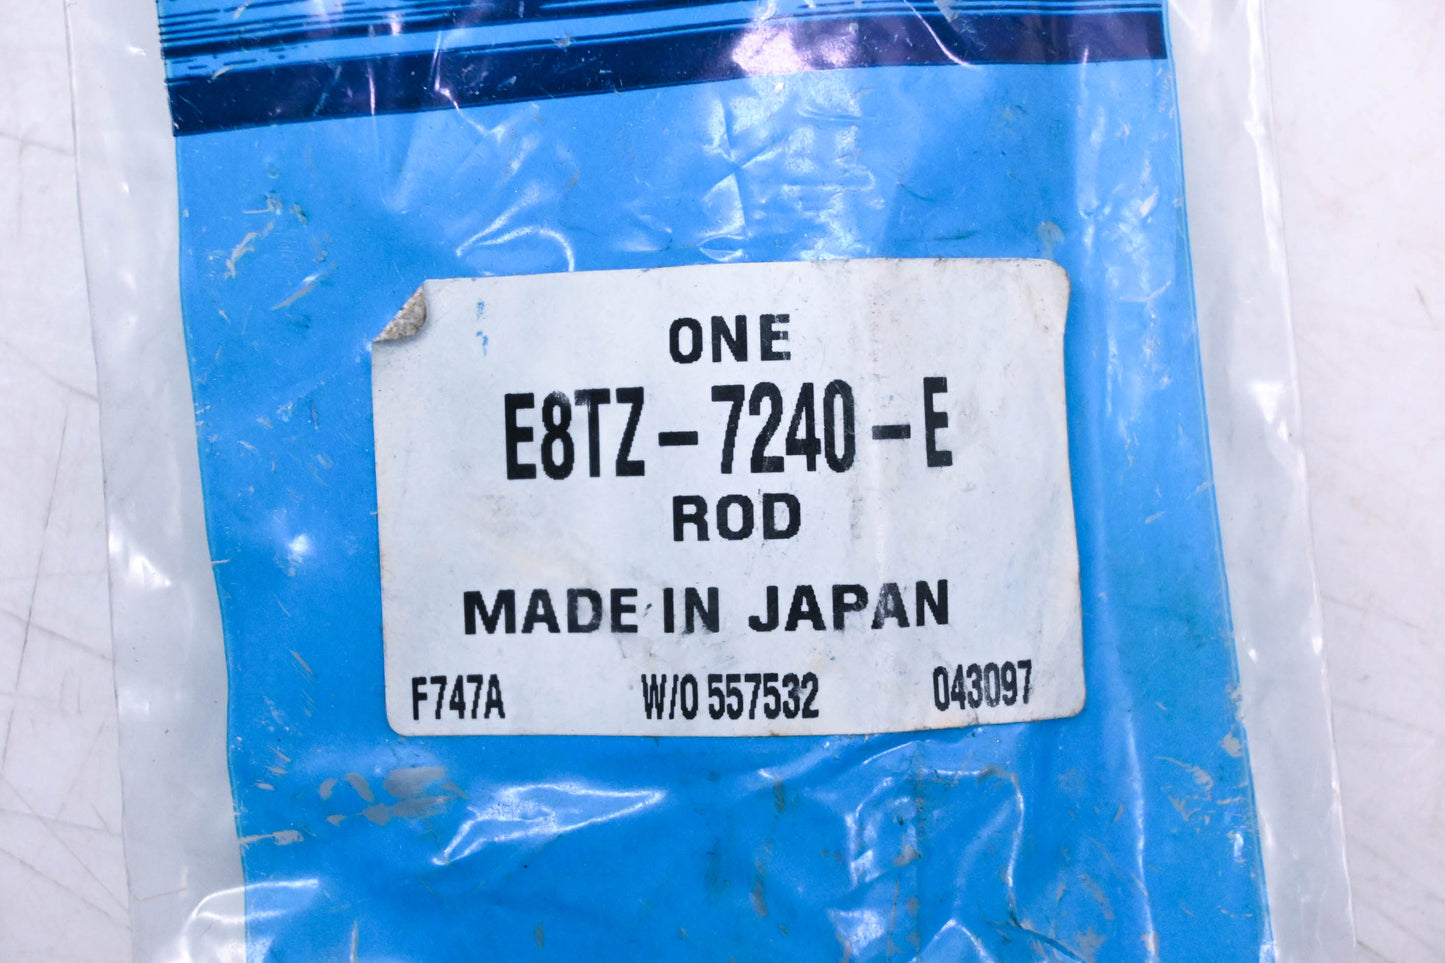 ONE
E8TZ-7240-E
ROD
MADE IN JAPAN
F747A W/O 557532 043097